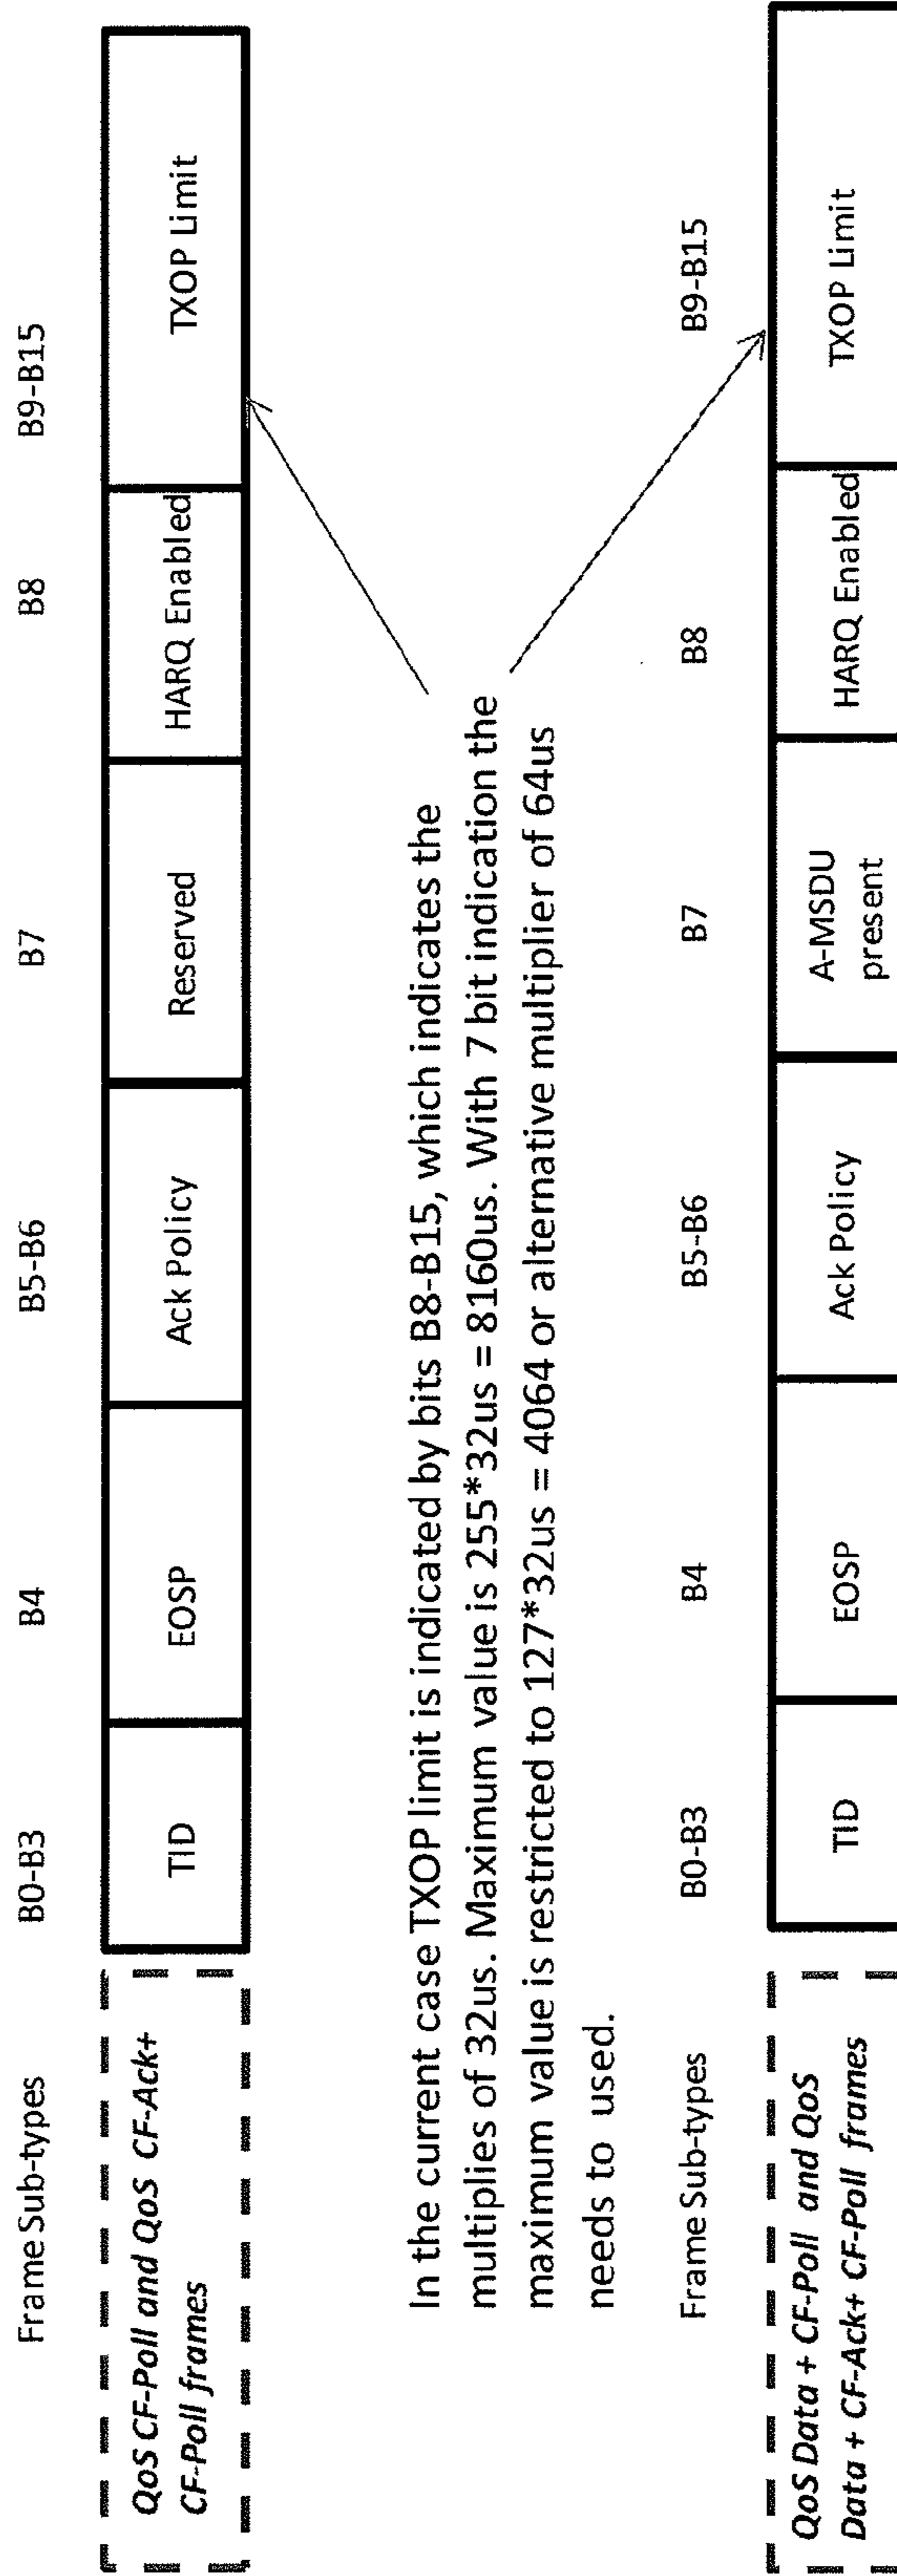 Frame Sub-types B0-B3 B4 B5-B6 B7 B8 B9-B15
QoS CF-Poll and QoS CF-Ack+
CF-Poll frames
TID EOSP Ack Policy Reserved HARQ Enabled TXOP Limit
In the current case TXOP limit is indicated by bits B8-B15, which indicates the
multiplies of 32us. Maximum value is 255*32us = 8160us. With 7 bit indication the
maximum value is restricted to 127*32us = 4064 or alternative multiplier of 64us
needs to used.
Frame Sub-types B0-B3 B4 B5-B6 B7 B8 B9-B15
QoS Data + CF-Poll and QoS
Data + CF-Ack+ CF-Poll frames
TID EOSP Ack Policy A-MSDU
present
HARQ Enabled TXOP Limit